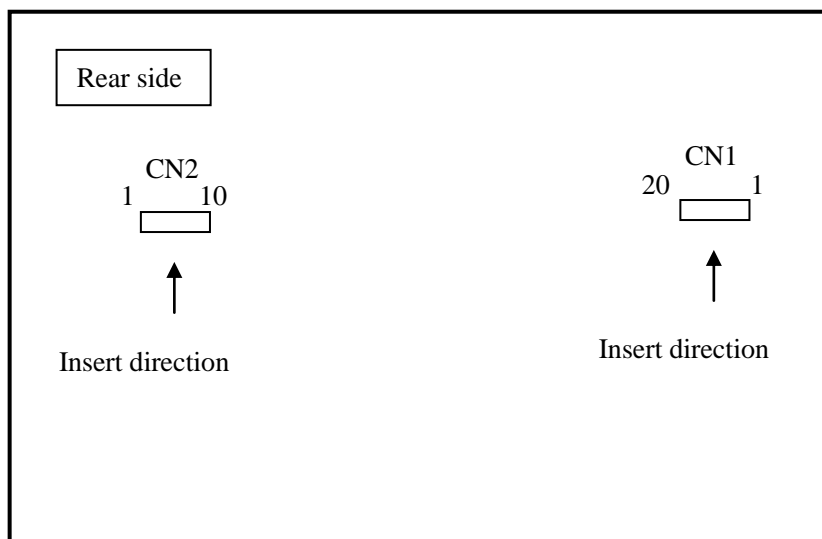 Rear side
CN2
1 10
CN1
20 1
Insert direction
Insert direction